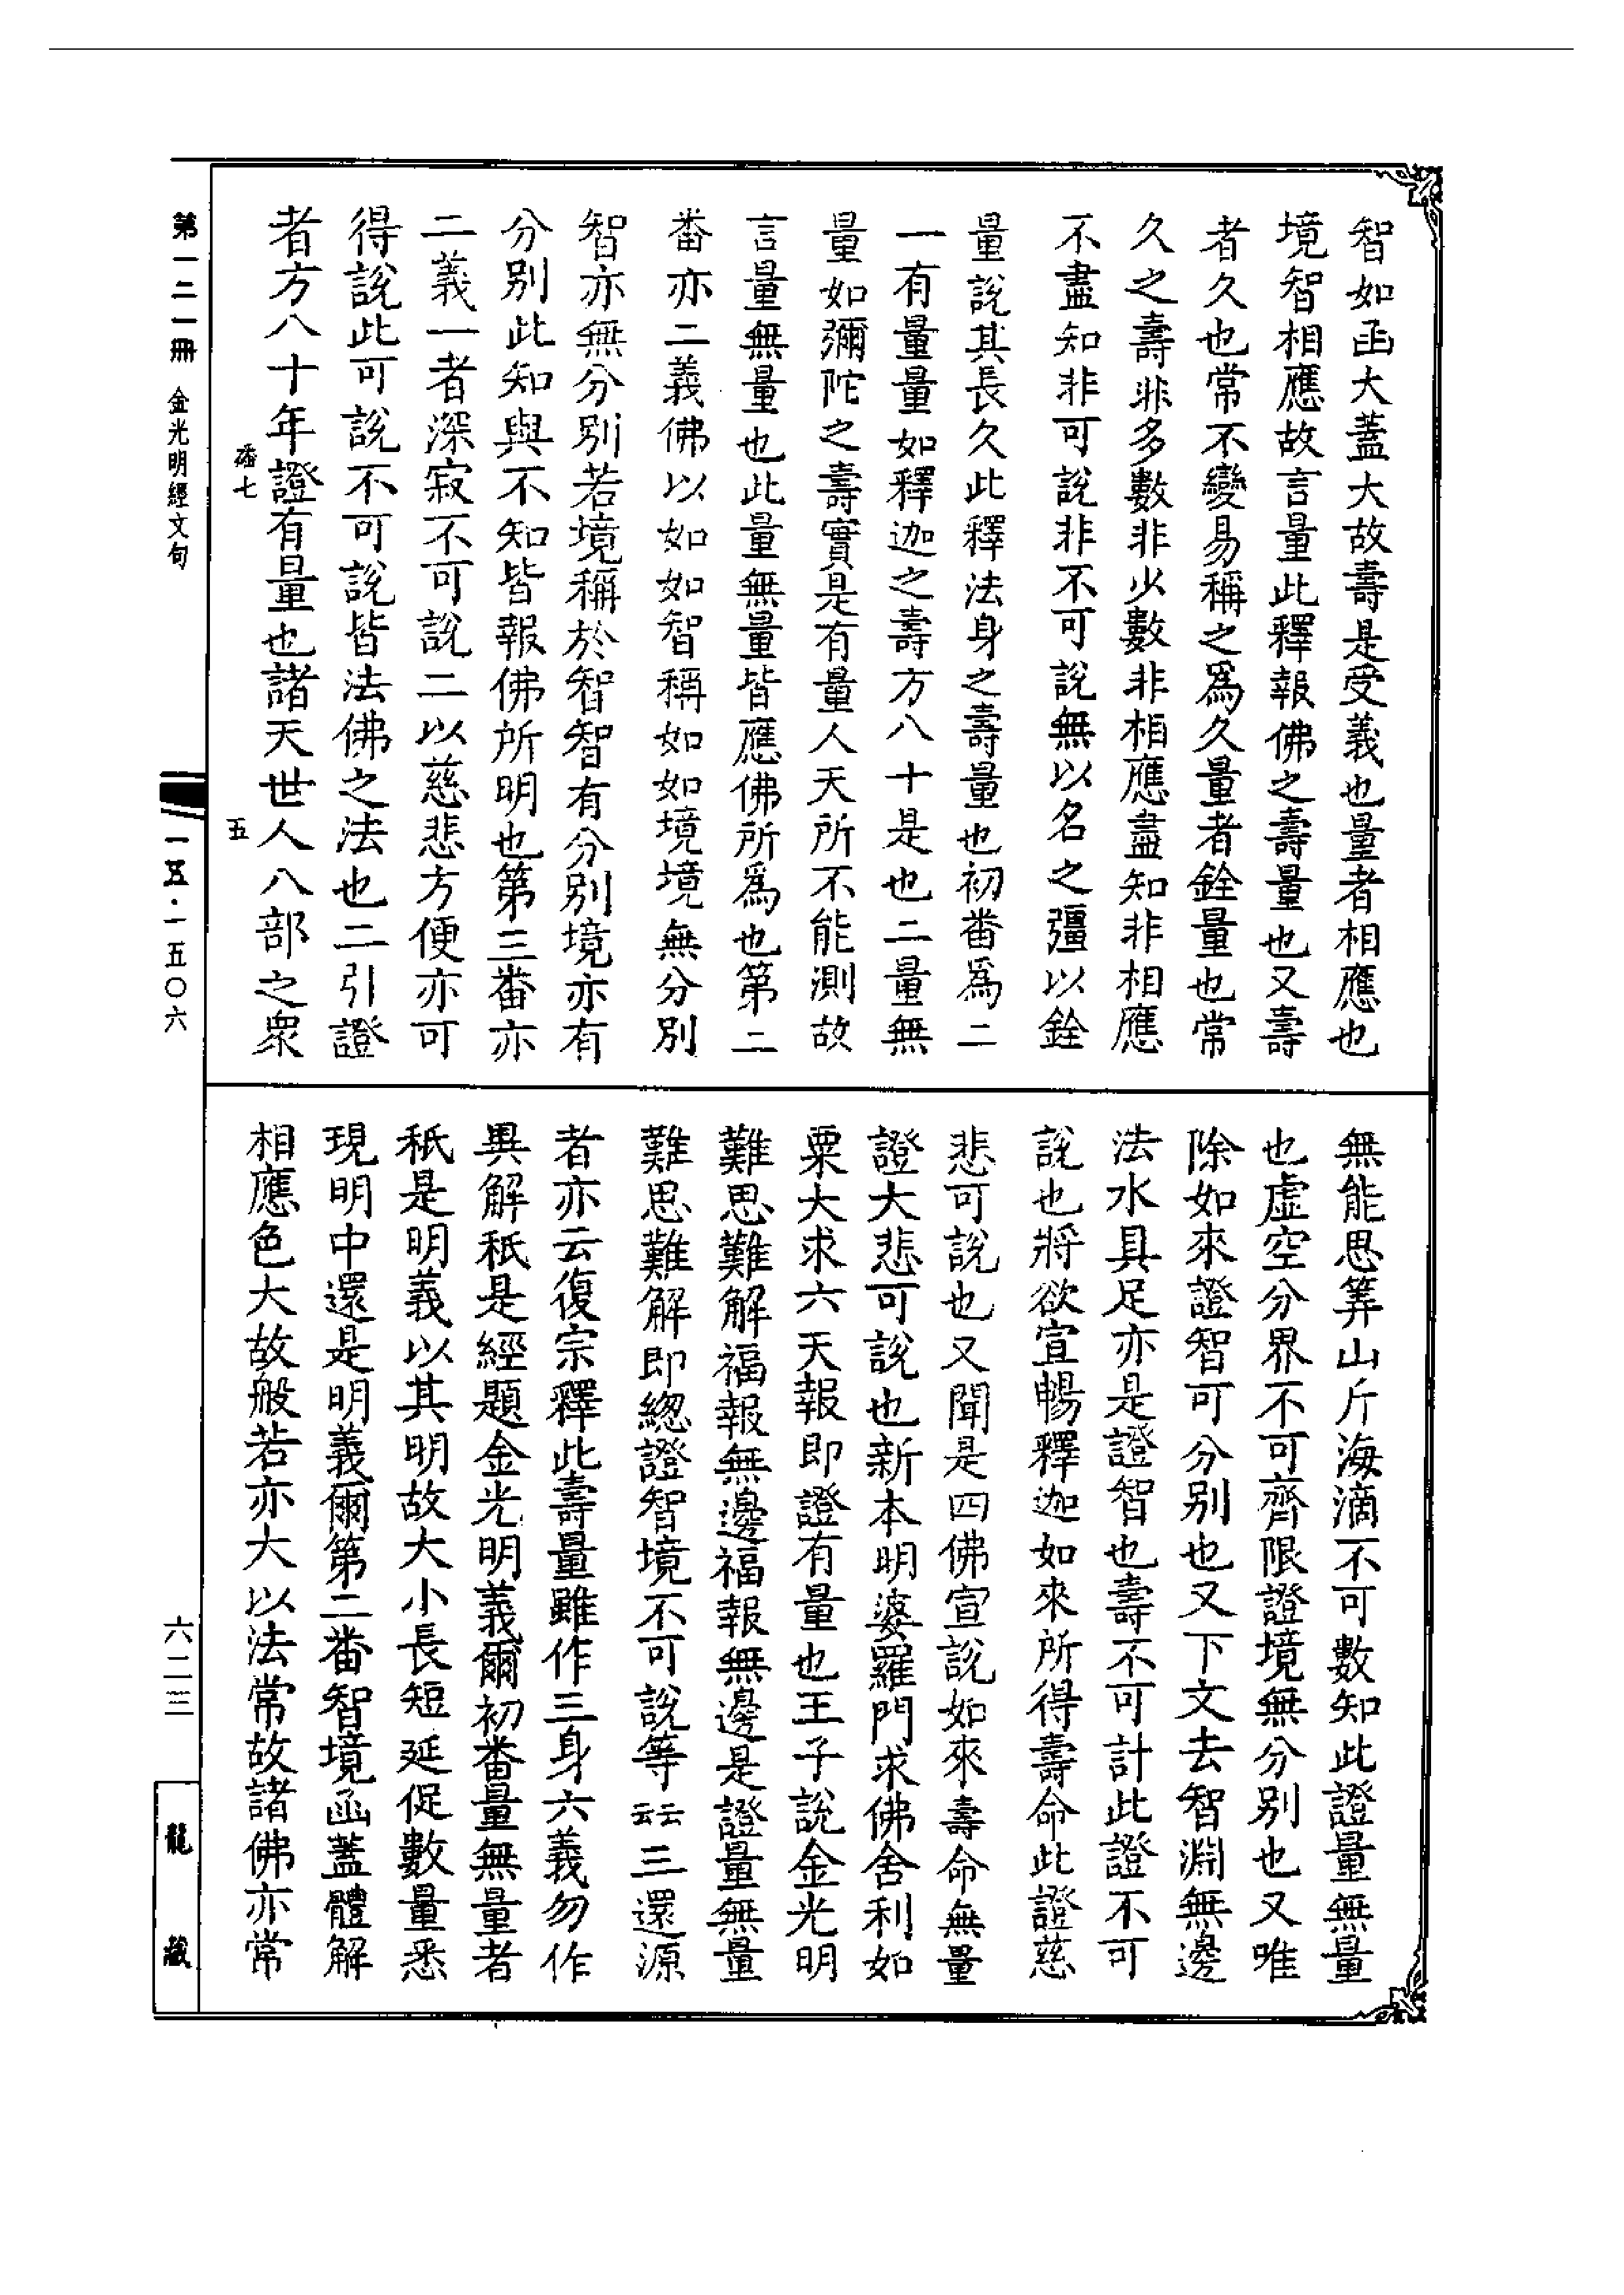 智如函大蓋大故壽是受義也量者相應也
境智相應故言量此釋報佛之壽量也又壽
者久也常不變易稱之爲久量者銓量也常
久之壽非多數非少數非相應盡知非相應
不盡知非可說非不可說無以名之彊以銓
量說其長久此釋法身之壽量也初番爲二
一有量量如釋迦之壽方八十是也二量無
量如彌陀之壽實是有量人天所不能測故
言量無量也此量無量皆應佛所爲也第二
番亦二義佛以如如智稱如如境境無分別
智亦無分別若境稱於智智有分別境亦有
分別此知與不知皆報佛所明也第三番亦
二義一者深寂不可說二以慈悲方便亦可
得說此可說不可說皆法佛之法也二引證
者方八十年證有量也諸天世人八部之衆
無能思筭山斤海滴不可數知此證量無量
也虛空分界不可齊限證境無分別也又唯
除如來證智可分別也又下文去智淵無邊
法水具足亦是證智也壽不可計此證不可
說也將欲宣暢釋迦如來所得壽命此證慈
悲可說也又聞是四佛宣說如來壽命無量
證大悲可說也新本明婆羅門求佛舍利如
粟大求六天報即證有量也王子說金光明
難思難解福報無邊福報無邊是證量無量
難思難解即總證智境不可說等云云三還源
者亦云復宗釋此壽量雖作三身六義勿作
異解秖是經題金光明義爾初番量無量者
秖是明義以其明故大小長短延促數量悉
現明中還是明義爾第二番智境函蓋體解
相應色大故般若亦大以法常故諸佛亦常
七
五
第一二一冊 金光明經文句
一五·一五〇六
六二三
龍藏